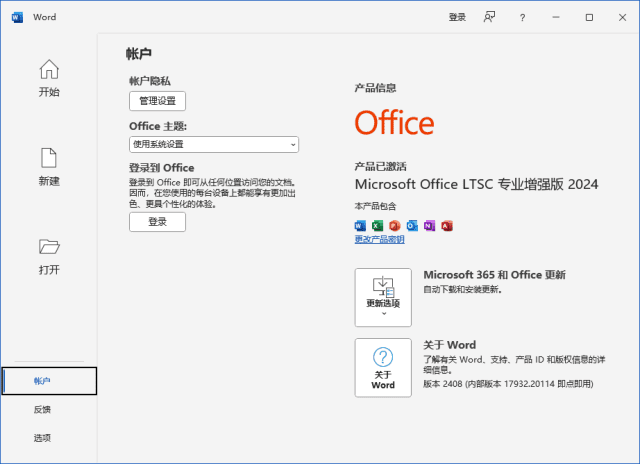 Word
登录
?
开始
新建
打开
帐户
反馈
选项
帐户
帐户隐私
管理设置
Office 主题:
使用系统设置
登录到 Office
登录到 Office 即可从任何位置访问您的文档。
因而，在您使用的每台设备上都能享有更加出
色、更具个性化的体验。
登录
产品信息
Office
产品已激活
Microsoft Office LTSC 专业增强版 2024
本产品包含
更改产品密钥
更新选项
Microsoft 365 和 Office 更新
自动下载和安装更新。
关于
Word
关于 Word
了解有关 Word、支持、产品 ID 和版权信息的详
细信息。
版本 2408 (内部版本 17932.20114 即点即用)